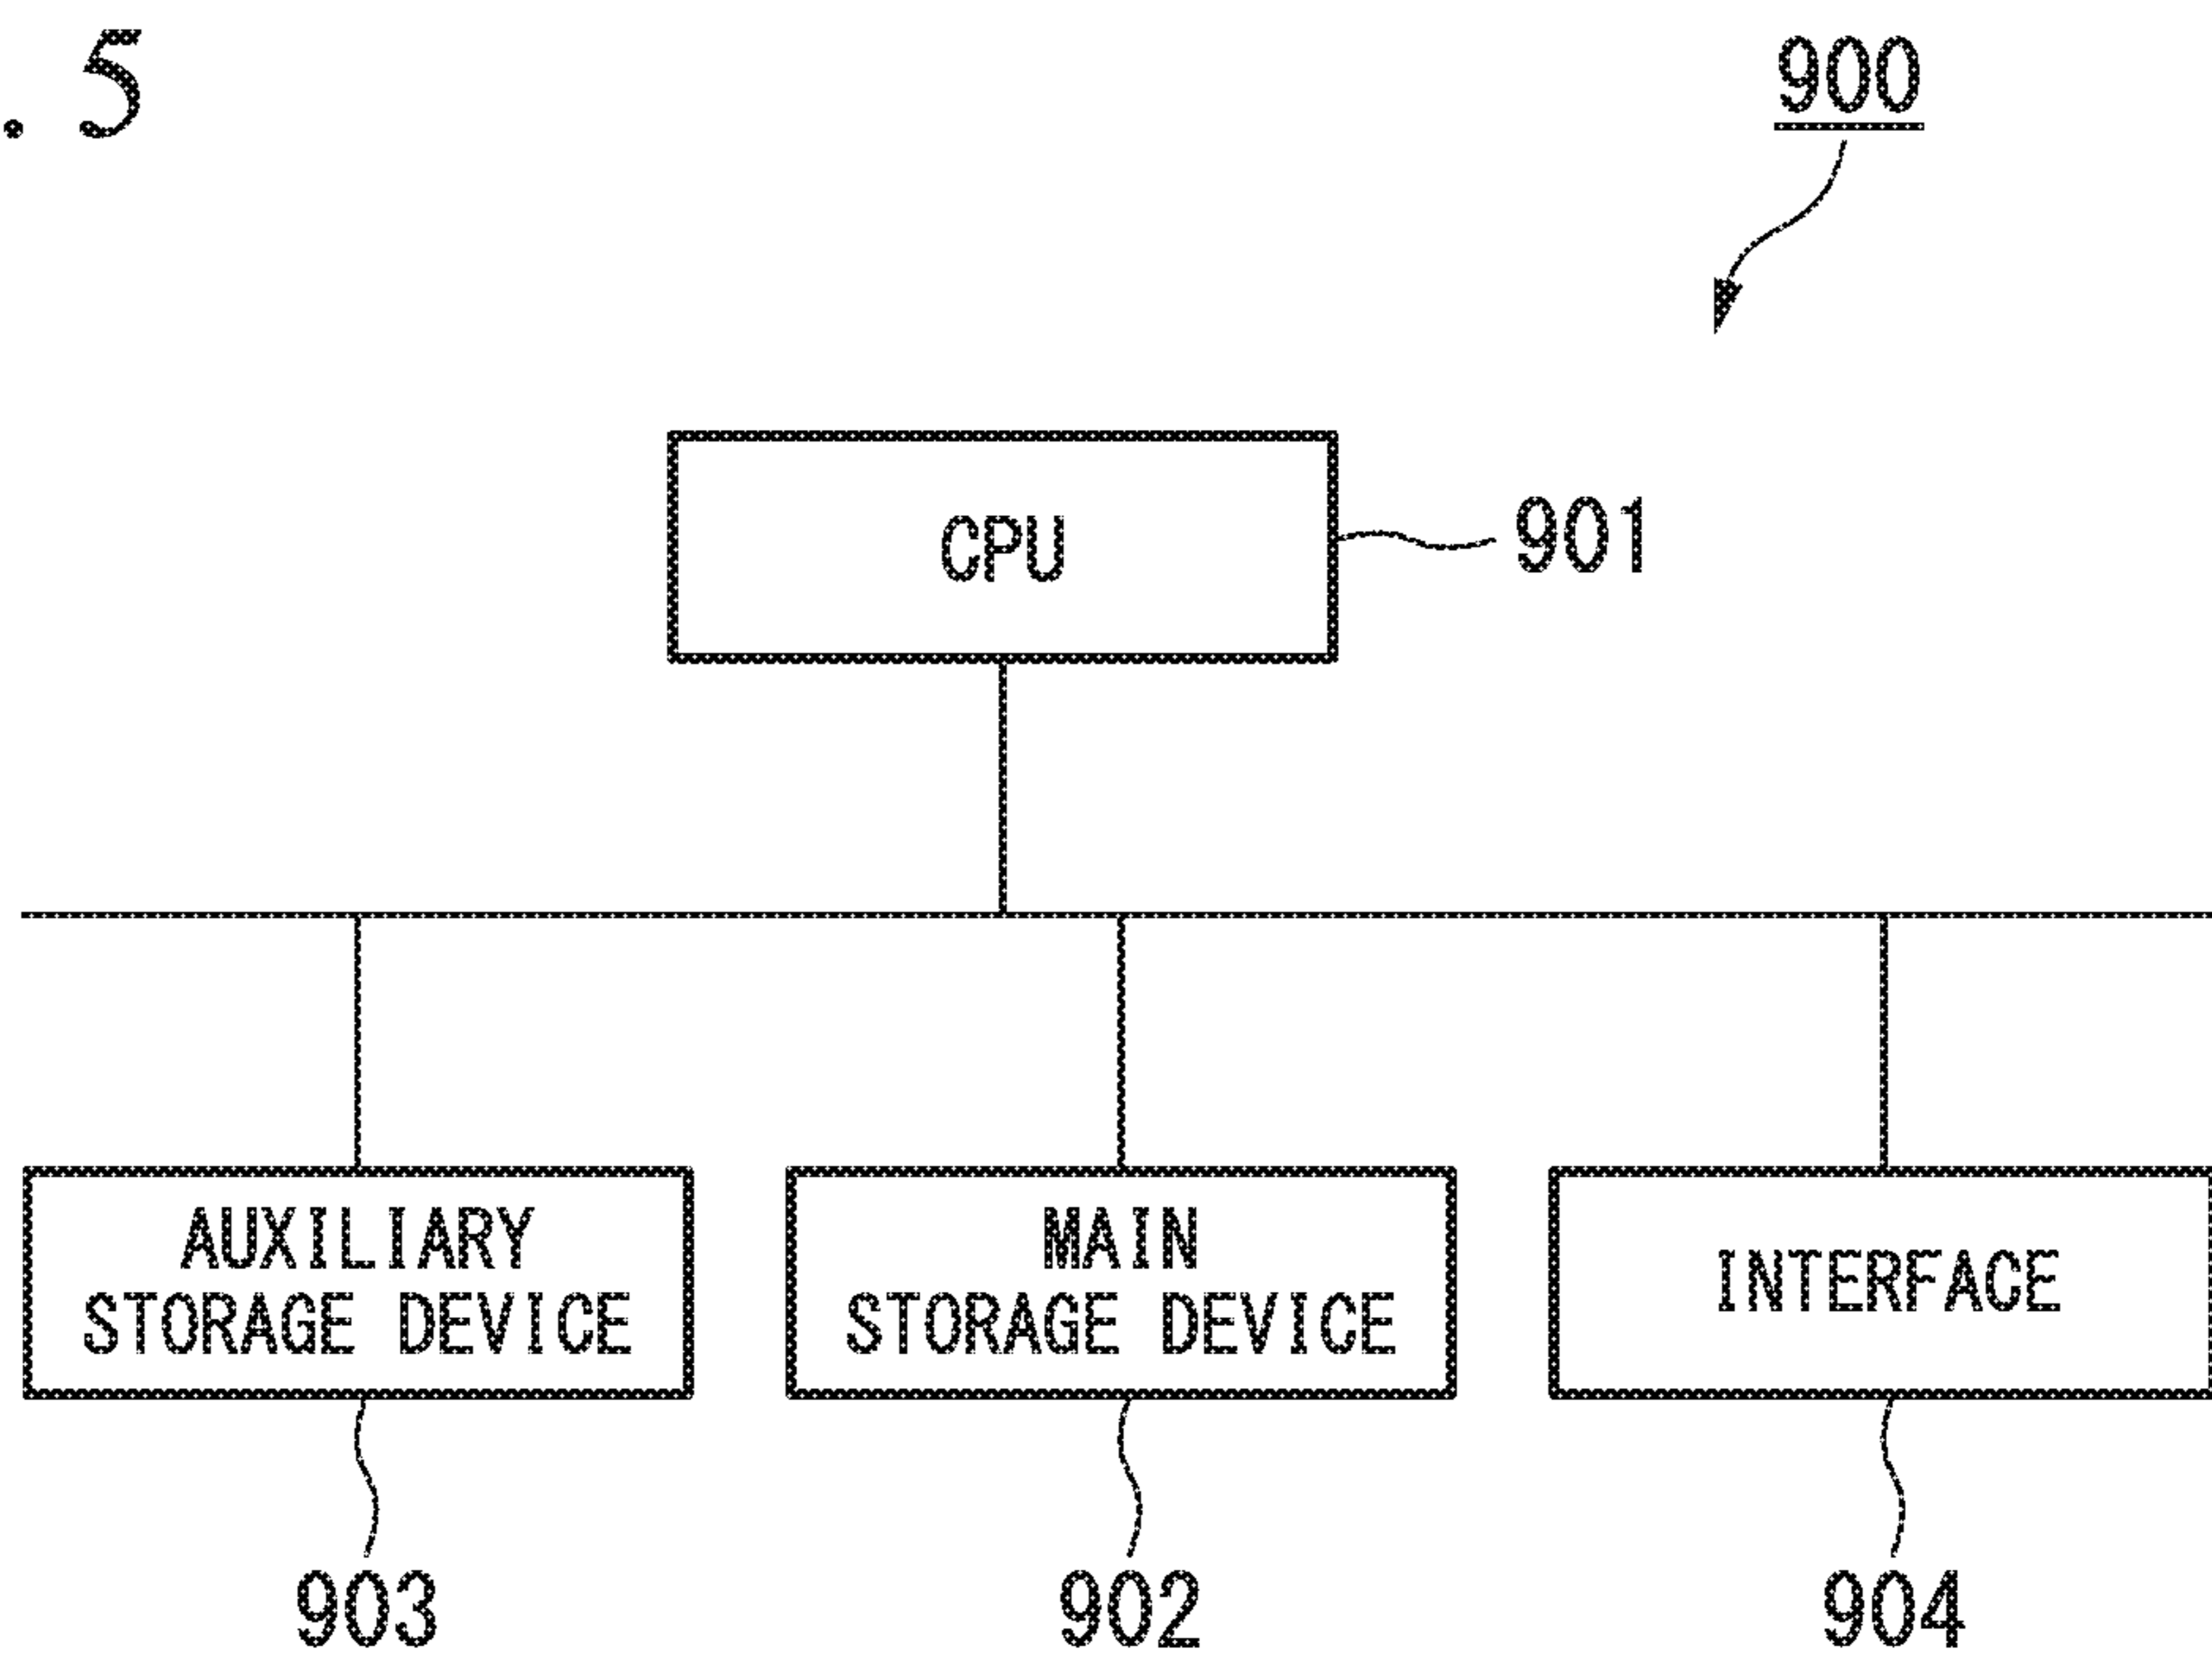 . 5
900
CPU
901
AUXILIARY
STORAGE DEVICE
MAIN
STORAGE DEVICE
INTERFACE
903
902
904